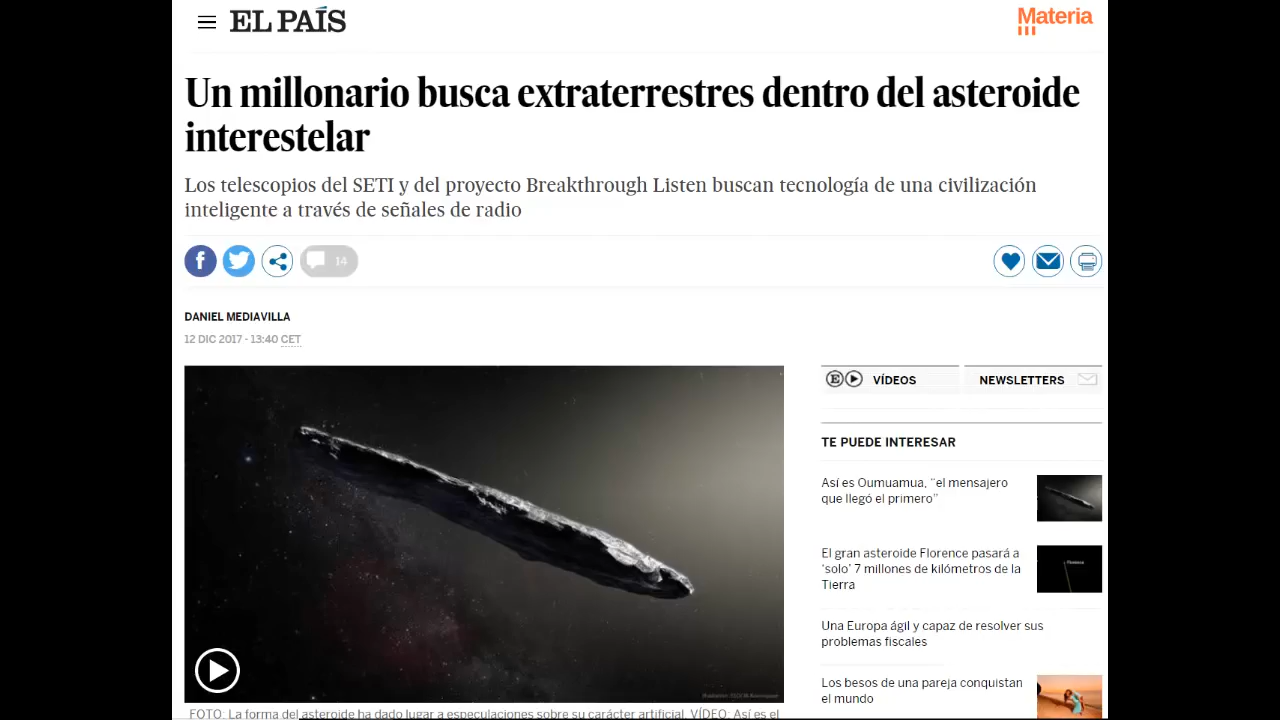 EL PAÍS
Materia
Un millonario busca extraterrestres dentro del asteroide
interestelar
Los telescopios del SETI y del proyecto Breakthrough Listen buscan tecnología de una civilización
inteligente a través de señales de radio
f
14
DANIEL MEDIAVILLA
12 DIC 2017 - 13:40 CET
E
VÍDEOS
NEWSLETTERS
TE PUEDE INTERESAR
Así es Oumuamua, “el mensajero
que llegó el primero”
El gran asteroide Florence pasará a
‘solo’ 7 millones de kilómetros de la
Tierra
Florence
Una Europa ágil y capaz de resolver sus
problemas fiscales
Los besos de una pareja conquistan
el mundo
FOTO: La forma del asteroide ha dado lugar a especulaciones sobre su carácter artificial. VÍDEO: Así es el